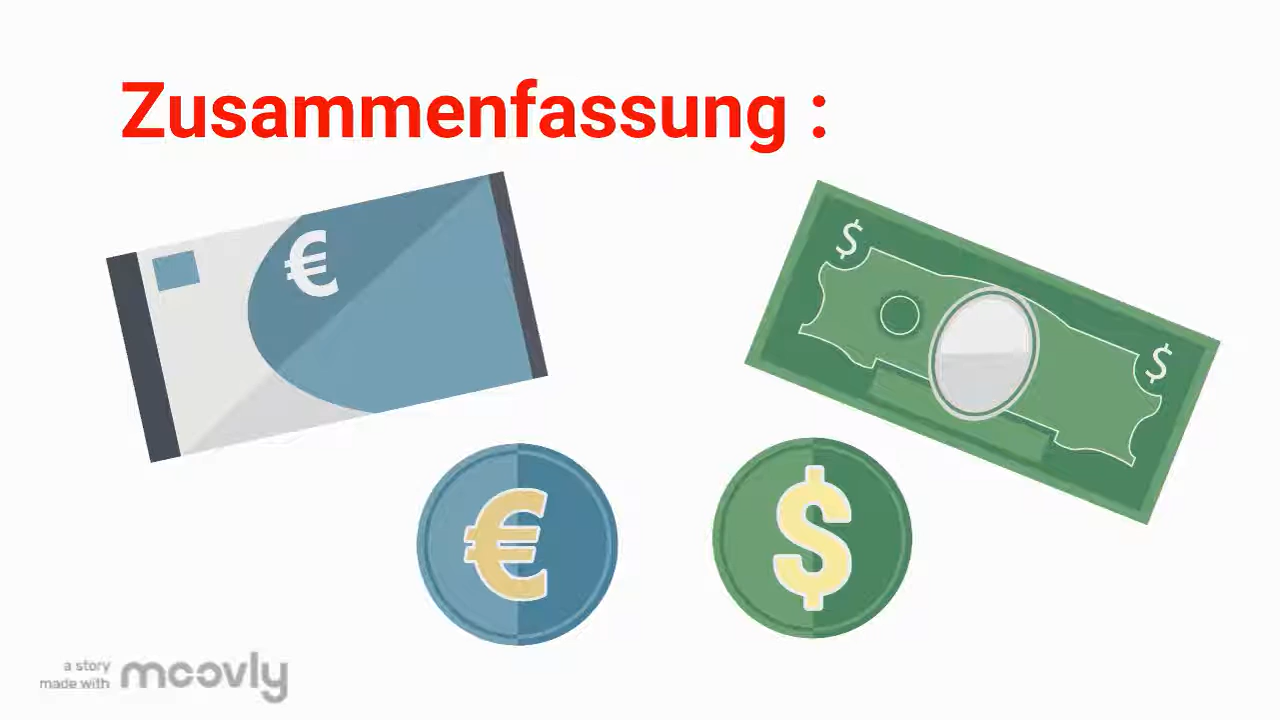 Zusammenfassung :
€
$
$
€
$
a story
made with
moovly